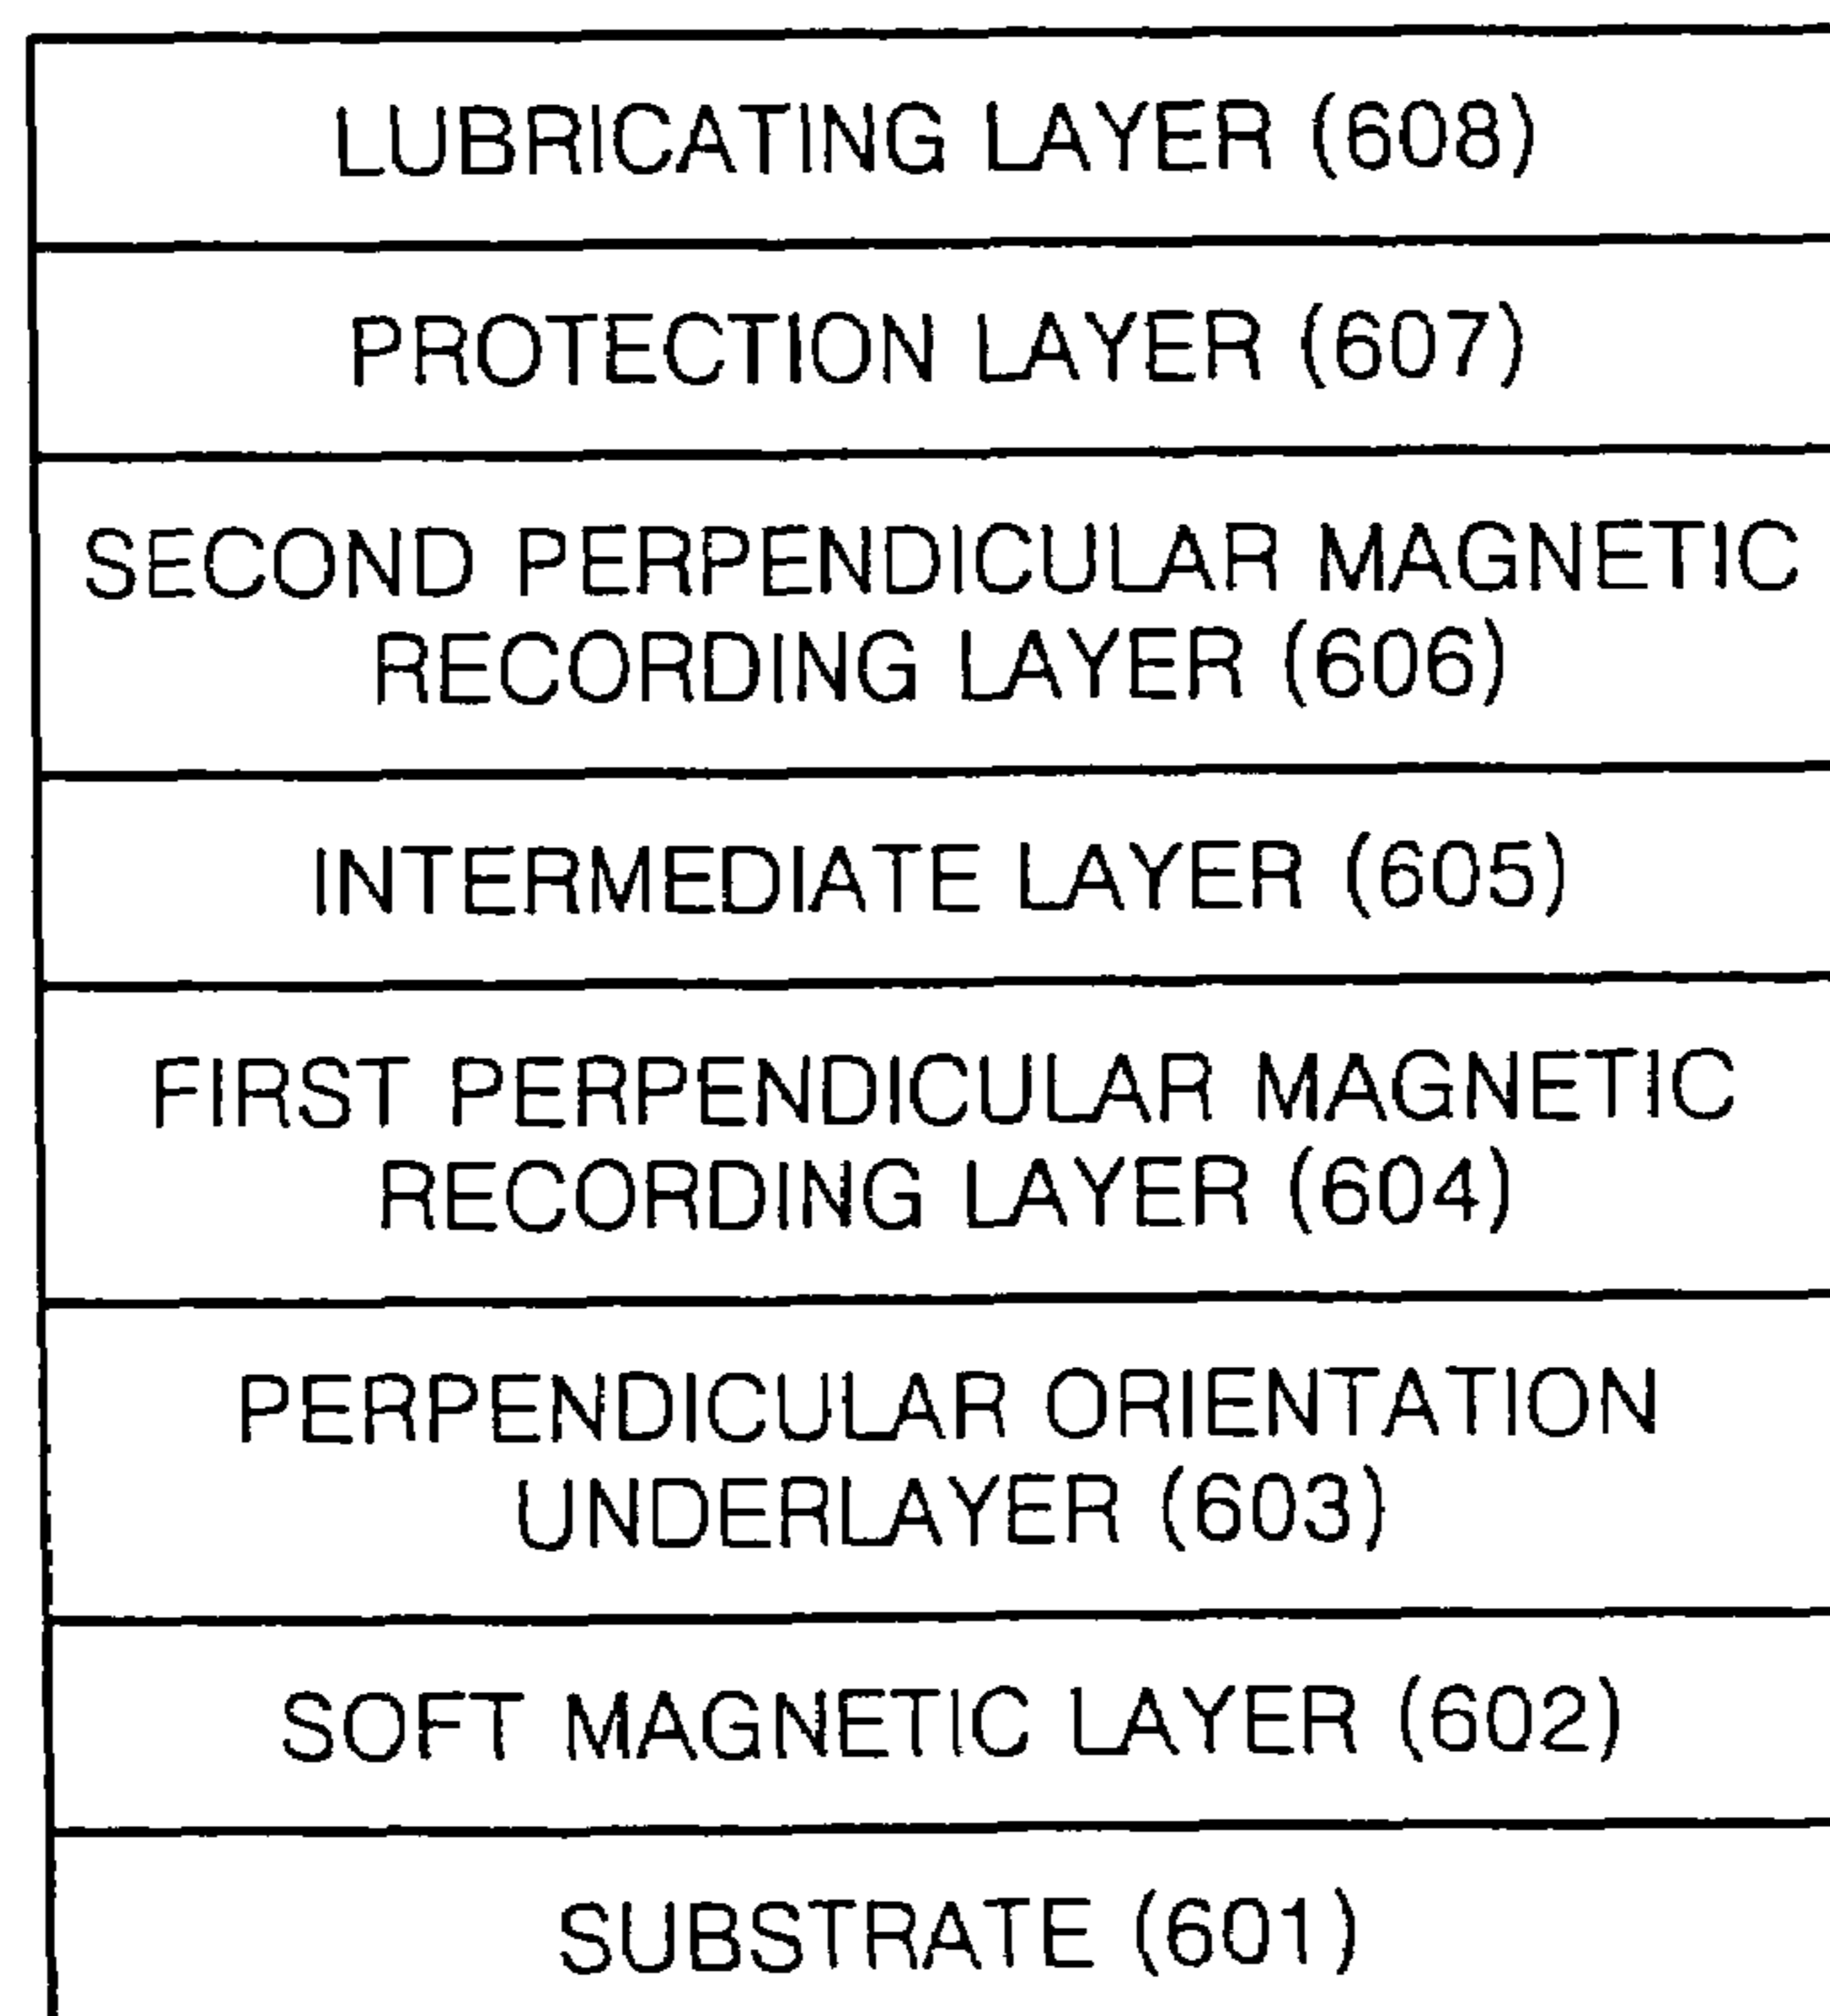 LUBRICATING LAYER (608)
PROTECTION LAYER (607)
SECOND PERPENDICULAR MAGNETIC
RECORDING LAYER (606)
INTERMEDIATE LAYER (605)
FIRST PERPENDICULAR MAGNETIC
RECORDING LAYER (604)
PERPENDICULAR ORIENTATION
UNDERLAYER (603)
SOFT MAGNETIC LAYER (602)
SUBSTRATE (601)